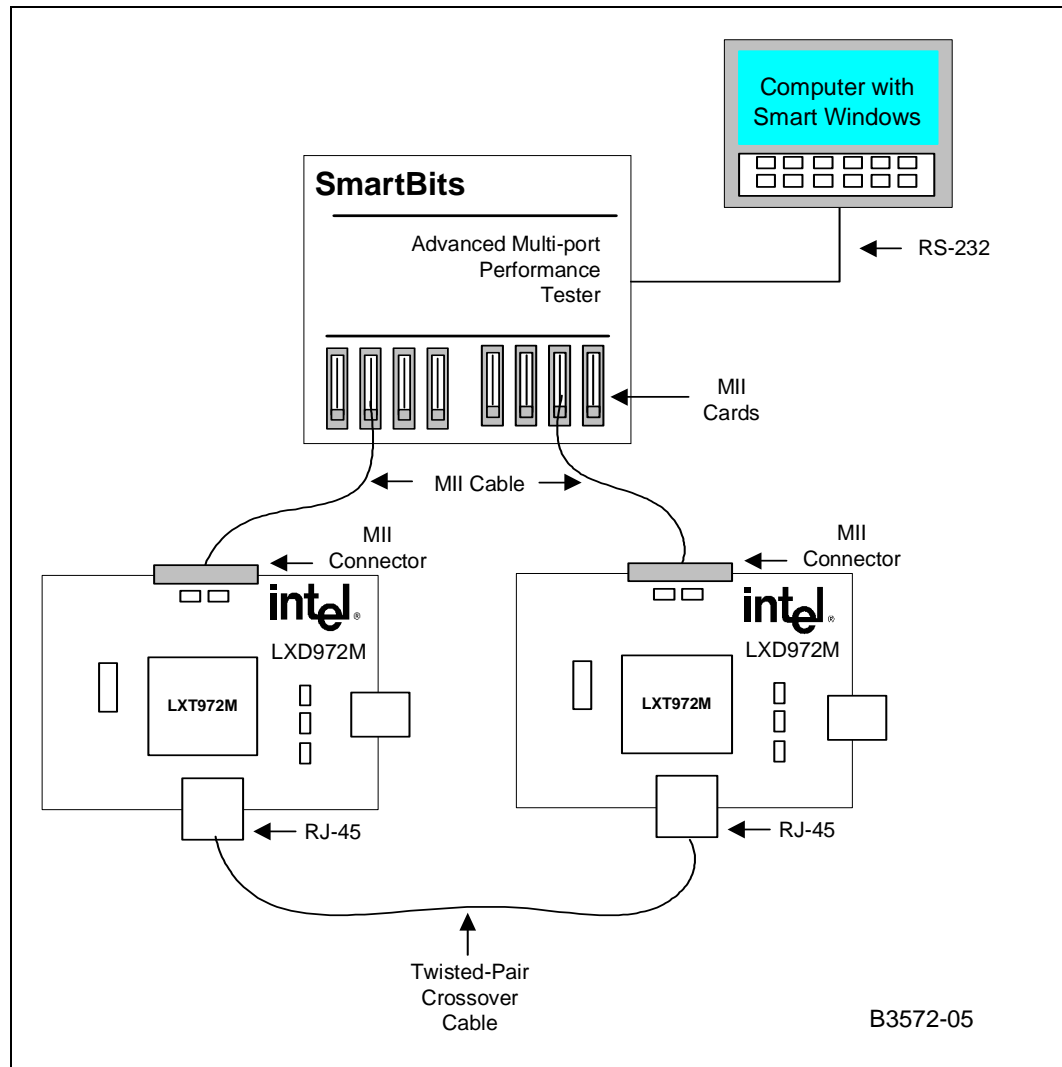 Computer with
Smart Windows
SmartBits
Advanced Multi-port
Performance
Tester
RS-232
MII
Cards
MII Cable
MII
Connector
MII
Connector
intel®
LXD972M
LXT972M
intel®
LXD972M
LXT972M
RJ-45
RJ-45
Twisted-Pair
Crossover
Cable
B3572-05